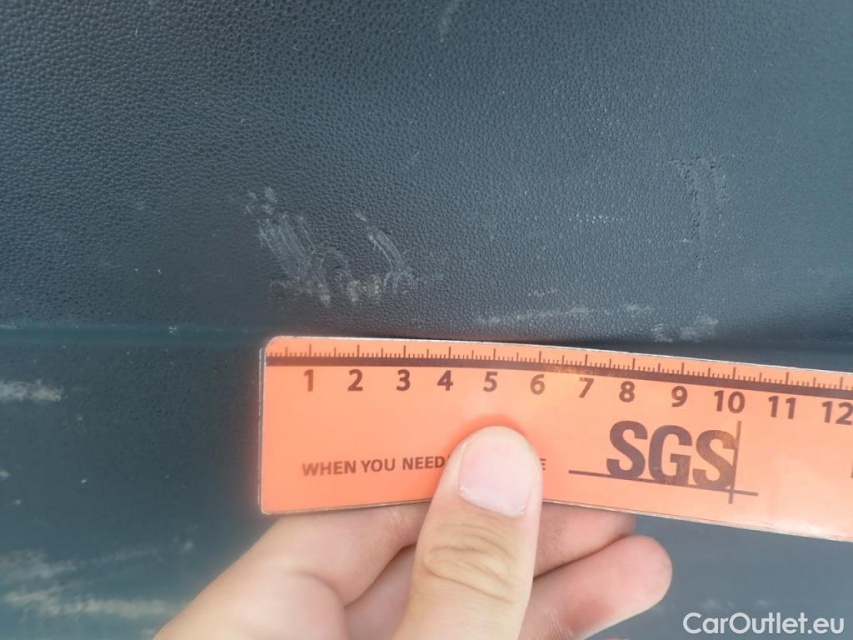 1 2 3 4 5 6 7 8 9 10 11 12
WHEN YOU NEED
SGS
CarOutlet.eu